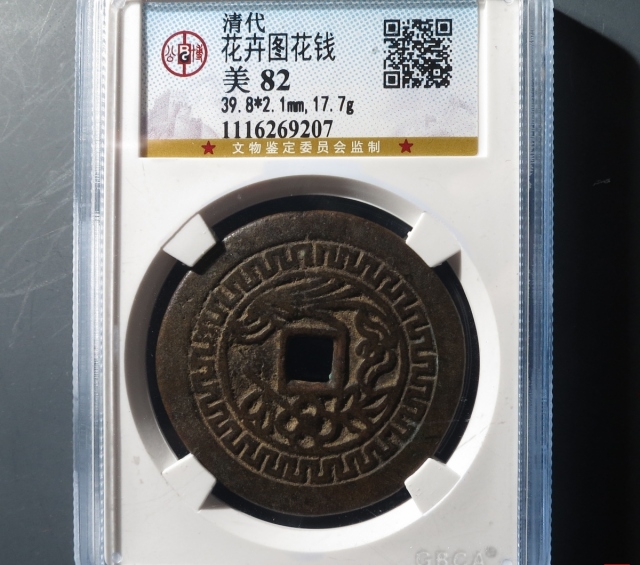 清代
花卉图花钱
美 82
39.8*2.1mm,17.7g
1116269207
文物鉴定委员会监制
GBCA®